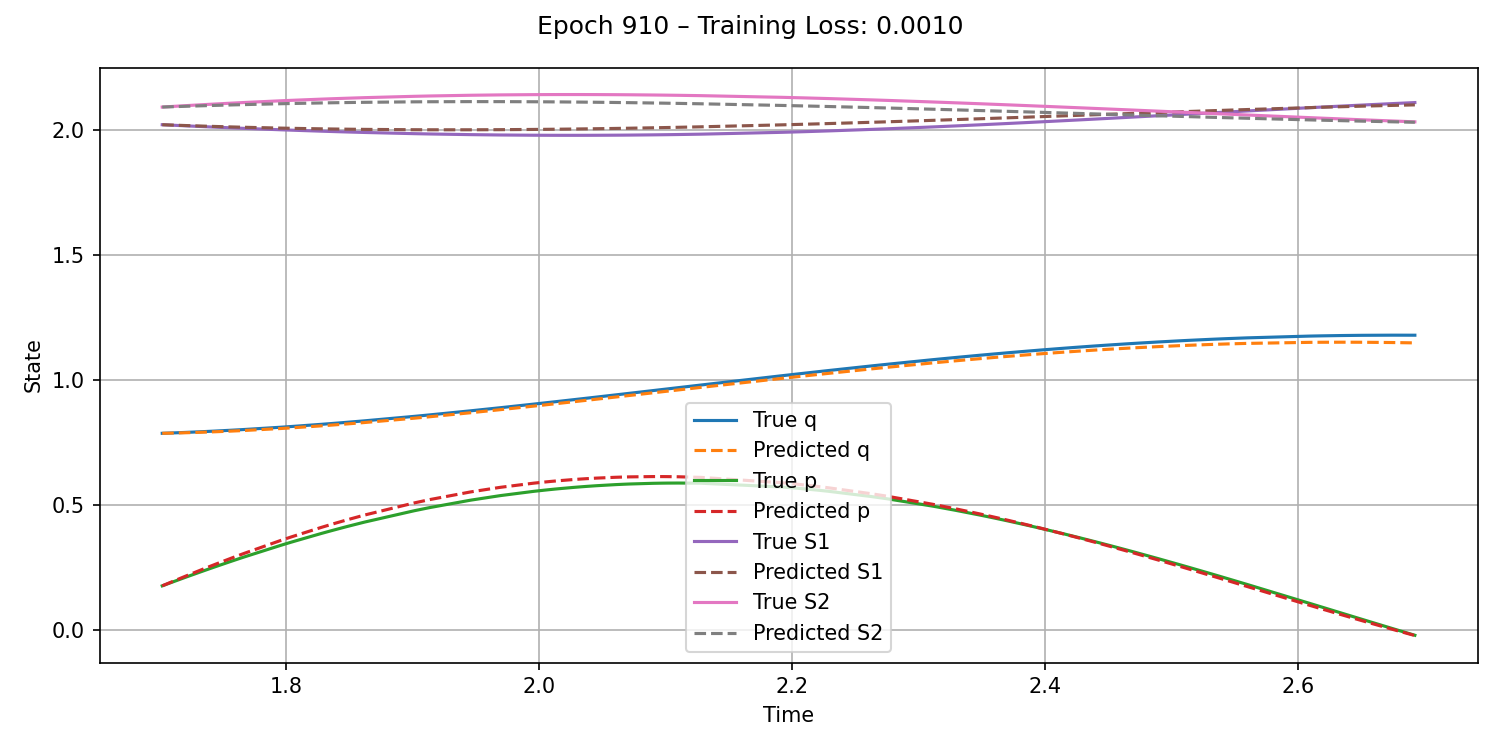 Epoch 910 – Training Loss: 0.0010
2.0
1.5
1.0
0.5
0.0
State
True q
Predicted q
True p
Predicted p
True S1
Predicted S1
True S2
Predicted S2
1.8 2.0 2.2 2.4 2.6
Time